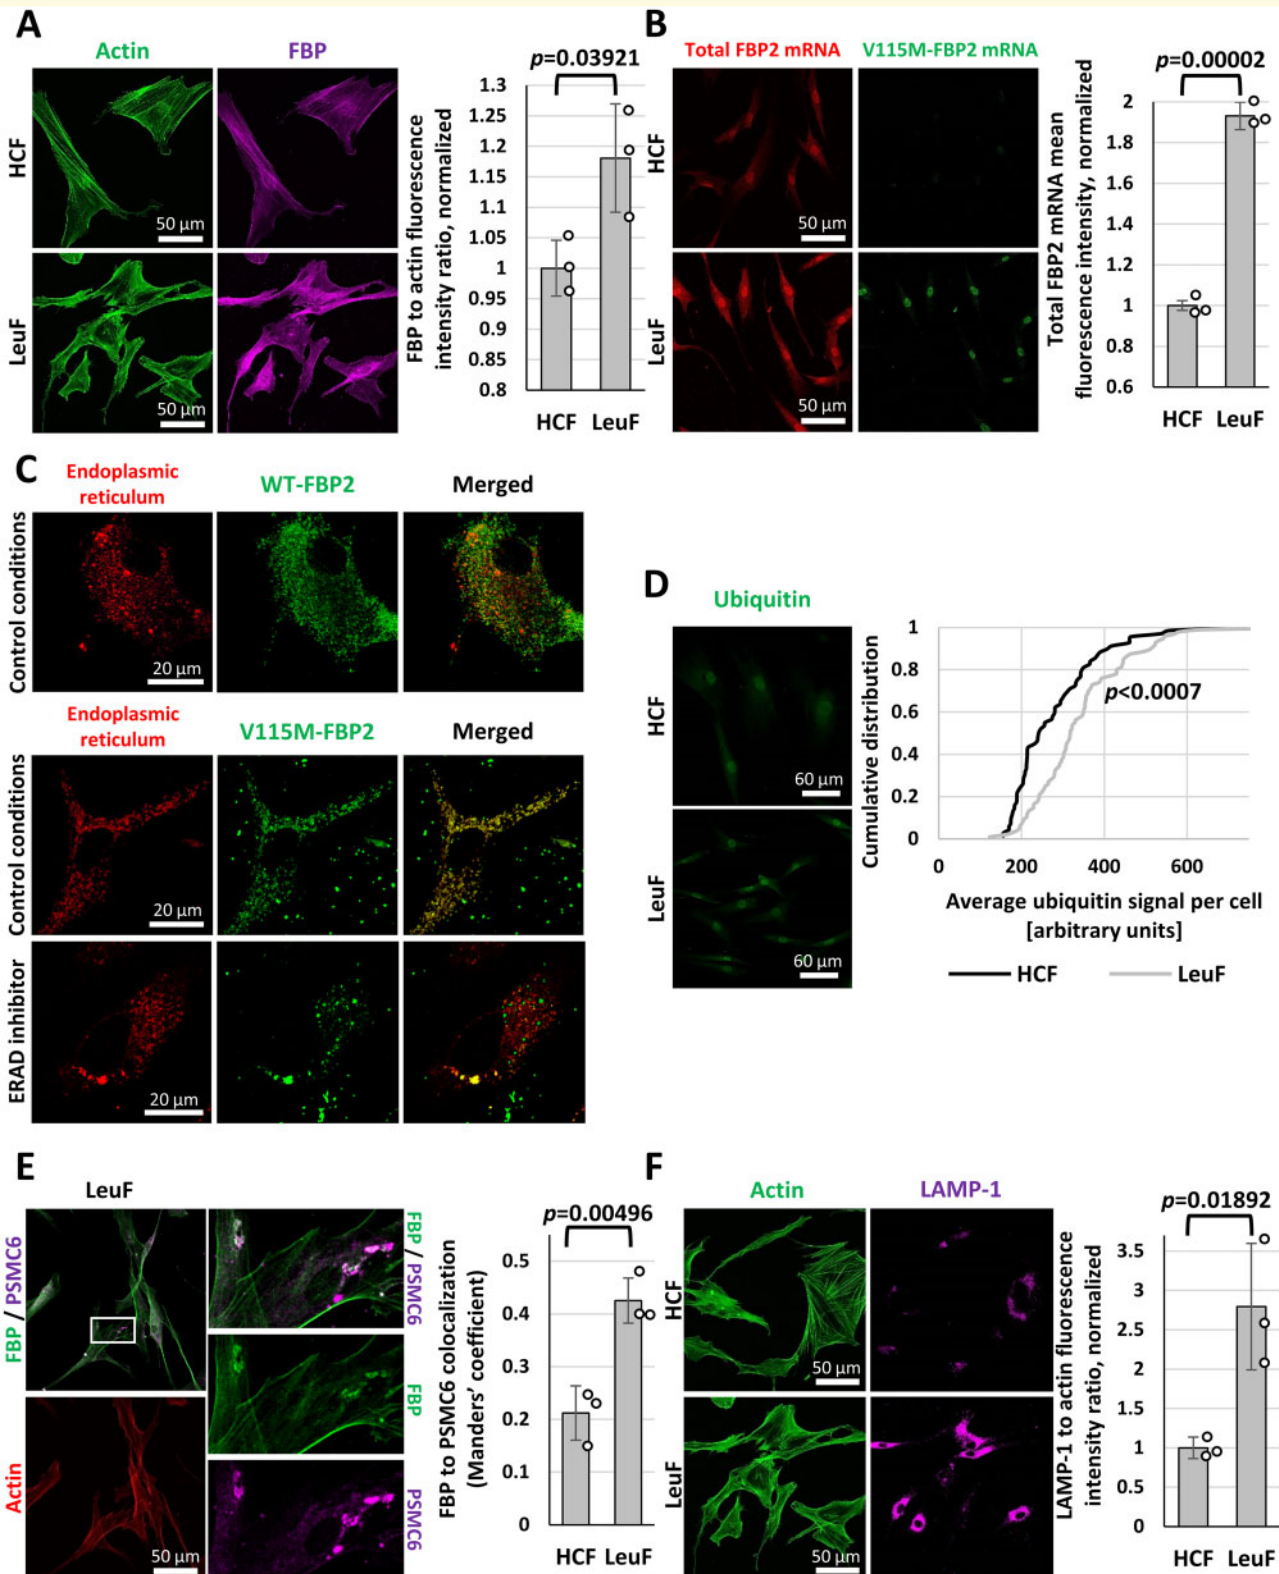 A
Actin
FBP
HCF
LeuF
50 µm
50 µm
p=0.03921
FBP to actin fluorescence
intensity ratio, normalized
1.3
1.25
1.2
1.15
1.1
1.05
1
0.95
0.9
0.85
0.8
HCF LeuF
B
Total FBP2 mRNA
V115M-FBP2 mRNA
HCF
LeuF
50 µm
50 µm
p=0.00002
Total FBP2 mRNA mean
fluorescence intensity, normalized
2
1.8
1.6
1.4
1.2
1
0.8
0.6
HCF LeuF
C
Endoplasmic
reticulum
WT-FBP2
Merged
Control conditions
20 µm
Endoplasmic
reticulum
V115M-FBP2
Merged
Control conditions
20 µm
ERAD inhibitor
20 µm
D
Ubiquitin
HCF
60 µm
LeuF
60 µm
Cumulative distribution
1
0.8
0.6
0.4
0.2
0
p<0.0007
0 200 400 600
Average ubiquitin signal per cell
[arbitrary units]
HCF LeuF
E
LeuF
FBP / PSMC6
Actin
50 µm
FBP / PSMC6
FBP
PSMC6
p=0.00496
FBP to PSMC6 colocalization
(Manders’ coefficient)
0.5
0.4
0.3
0.2
0.1
0
HCF LeuF
F
Actin
LAMP-1
HCF
50 µm
LeuF
50 µm
p=0.01892
LAMP-1 to actin fluorescence
intensity ratio, normalized
3.5
3
2.5
2
1.5
1
0.5
0
HCF LeuF